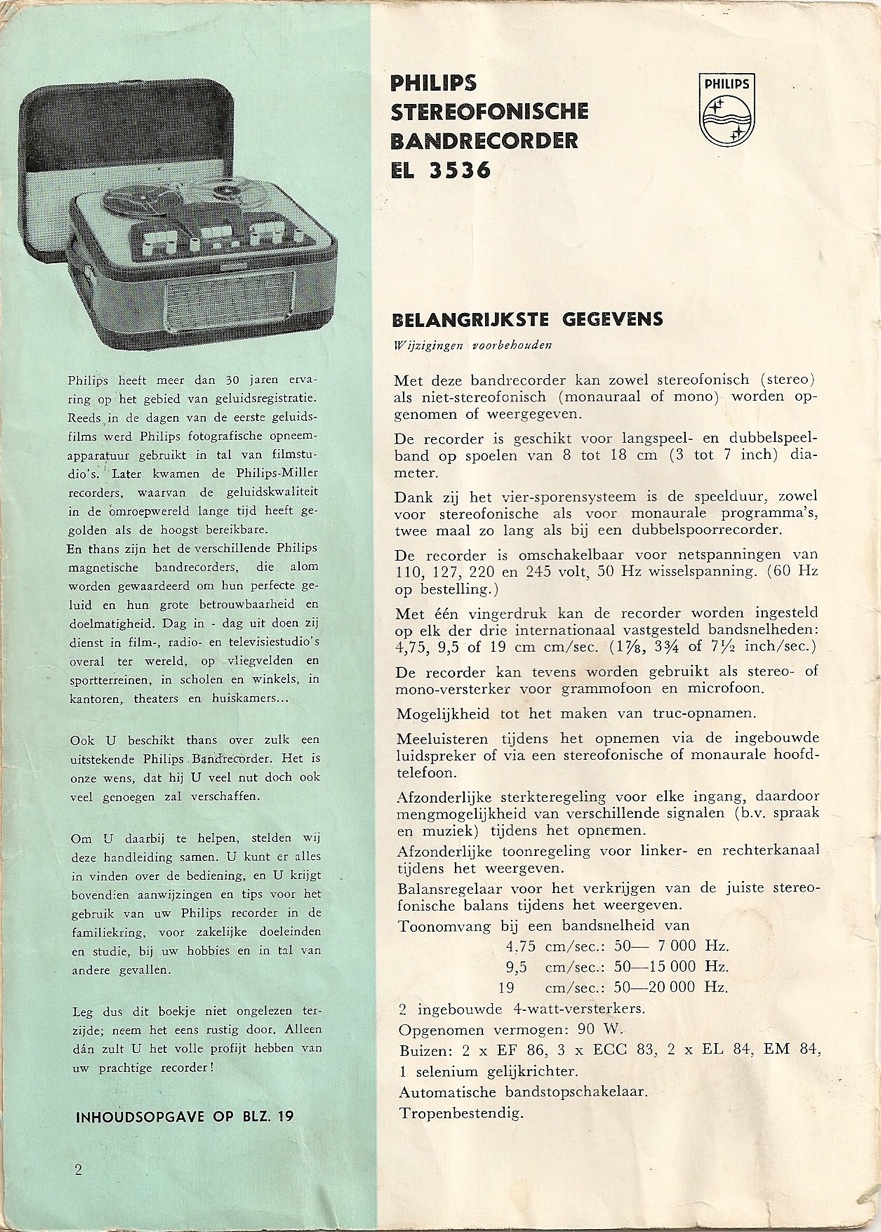 PHILIPS
STEREOFONISCHE
BANDRECORDER
EL 3536
PHILIPS
Philips heeft meer dan 30 jaren erva-
ring op het gebied van geluidsregistratie.
Reeds in de dagen van de eerste geluids-
films werd Philips fotografische opneem-
apparatuur gebruikt in tal van filmstu-
dio's. Later kwamen de Philips-Miller
recorders, waarvan de geluidskwaliteit
in de omroepwereld lange tijd heeft ge-
golden als de hoogst bereikbare.
En thans zijn het de verschillende Philips
magnetische bandrecorders, die alom
worden gewaardeerd om hun perfecte ge-
luid en hun grote betrouwbaarheid en
doelmatigheid. Dag in - dag uit doen zij
dienst in film-, radio- en televisiestudio's
overal ter wereld, op vliegvelden en
sportterreinen, in scholen en winkels, in
kantoren, theaters en huiskamers...
Ook U beschikt thans over zulk een
uitstekende Philips Bandrecorder. Het is
onze wens, dat hij U veel nut doch ook
veel genoegen zal verschaffen.
Om U daarbij te helpen, stelden wij
deze handleiding samen. U kunt er alles
in vinden over de bediening, en U krijgt
bovendien aanwijzingen en tips voor het
gebruik van uw Philips recorder in de
familiekring, voor zakelijke doeleinden
en studie, bij uw hobbies en in tal van
andere gevallen.
Leg dus dit boekje niet ongelezen ter-
zijde; neem het eens rustig door. Alleen
dán zult U het volle profijt hebben van
uw prachtige recorder!
INHOUDSOPGAVE OP BLZ. 19
2
BELANGRIJKSTE GEGEVENS
Wijzigingen voorbehouden
Met deze bandrecorder kan zowel stereofonisch (stereo)
als niet-stereofonisch (monauraal of mono) worden op-
genomen of weergegeven.
De recorder is geschikt voor langspeel- en dubbelspeel-
band op spoelen van 8 tot 18 cm (3 tot 7 inch) dia-
meter.
Dank zij het vier-sporensysteem is de speelduur, zowel
voor stereofonische als voor monaurale programma's,
twee maal zo lang als bij een dubbelspoorrecorder.
De recorder is omschakelbaar voor netspanningen van
110, 127, 220 en 245 volt, 50 Hz wisselspanning. (60 Hz
op bestelling.)
Met één vingerdruk kan de recorder worden ingesteld
op elk der drie internationaal vastgesteld bandsnelheden:
4,75, 9,5 of 19 cm cm/sec. (1⅞, 3¾ of 7½ inch/sec.)
De recorder kan tevens worden gebruikt als stereo- of
mono-versterker voor grammofoon en microfoon.
Mogelijkheid tot het maken van truc-opnamen.
Meeluisteren tijdens het opnemen via de ingebouwde
luidspreker of via een stereofonische of monaurale hoofd-
telefoon.
Afzonderlijke sterkteregeling voor elke ingang, daardoor
mengmogelijkheid van verschillende signalen (b.v. spraak
en muziek) tijdens het opnemen.
Afzonderlijke toonregeling voor linker- en rechterkanaal
tijdens het weergeven.
Balansregelaar voor het verkrijgen van de juiste stereo-
fonische balans tijdens het weergeven.
Toonomvang bij een bandsnelheid van
4.75 cm/sec.: 50— 7 000 Hz.
9,5 cm/sec.: 50—15 000 Hz.
19 cm/sec.: 50—20 000 Hz.
2 ingebouwde 4-watt-versterkers.
Opgenomen vermogen: 90 W.
Buizen: 2 x EF 86, 3 x ECC 83, 2 x EL 84, EM 84,
1 selenium gelijkrichter.
Automatische bandstopschakelaar.
Tropenbestendig.